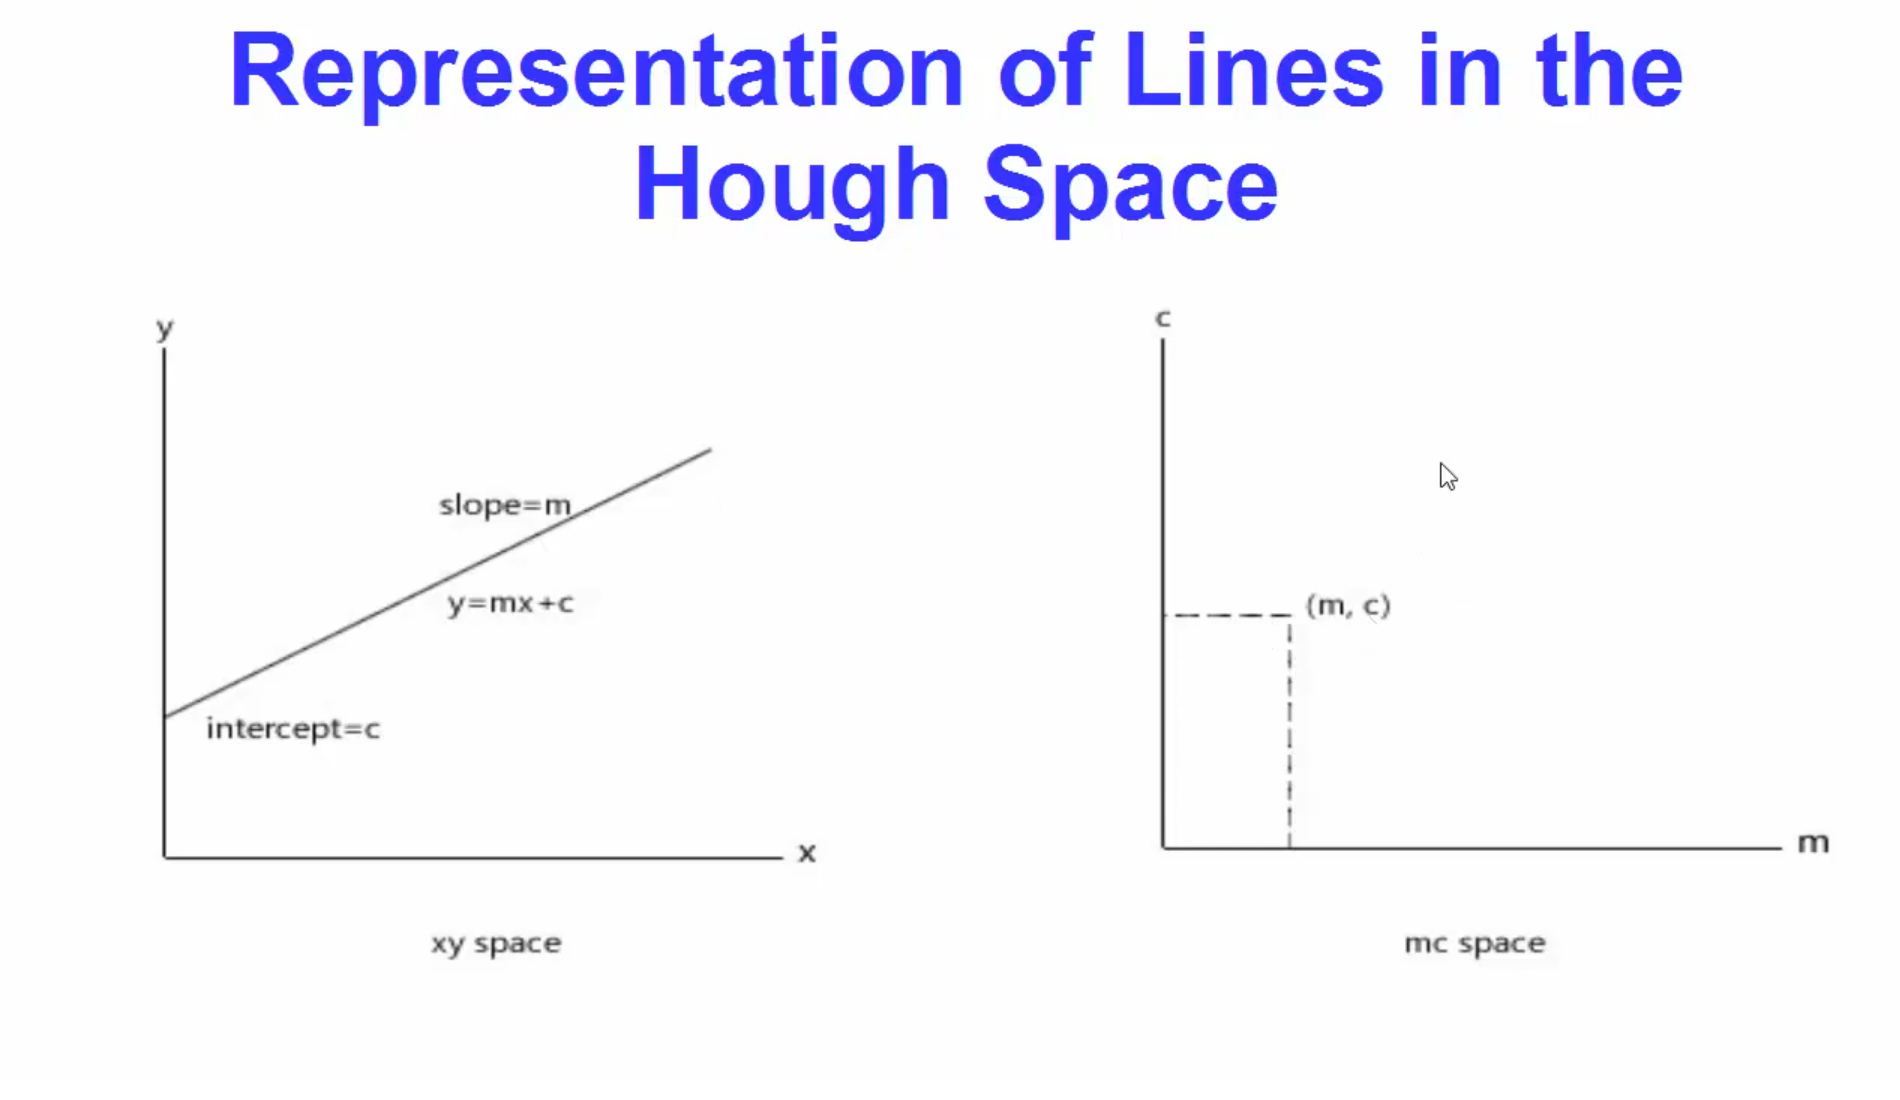 Representation of Lines in the
Hough Space
y
slope=m
y=mx+c
intercept=c
x
xy space
c
(m, c)
m
mc space